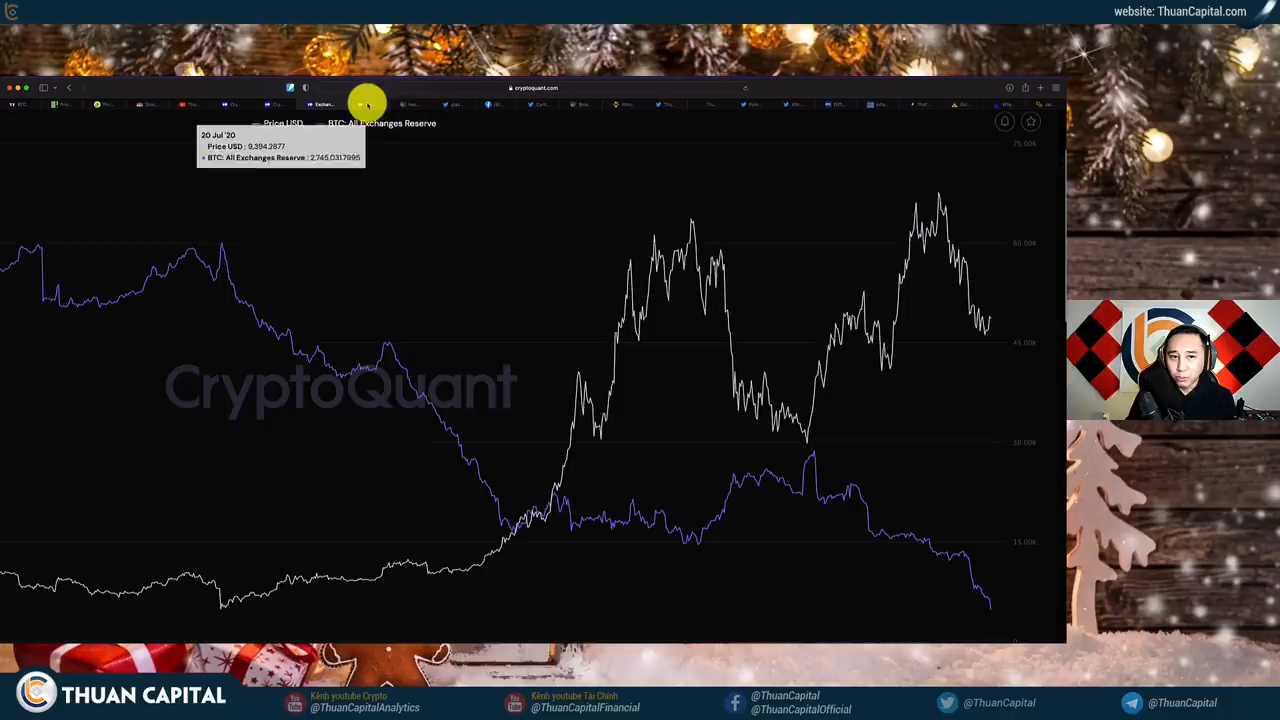 website: ThuanCapital.com
cryptoquant.com
Exchan...
Price USD
BTC: All Exchanges Reserve
20 Jul '20
Price USD : 9,394.2877
BTC: All Exchanges Reserve : 2,745,031.7995
75.00K
60.00K
45.00K
30.00K
15.00K
0
CryptoQuant
THUAN CAPITAL
Kênh youtube Crypto
@ThuanCapitalAnalytics
Kênh youtube Tài Chính
@ThuanCapitalFinancial
@ThuanCapital
@ThuanCapitalOfficial
@ThuanCapital
@ThuanCapital